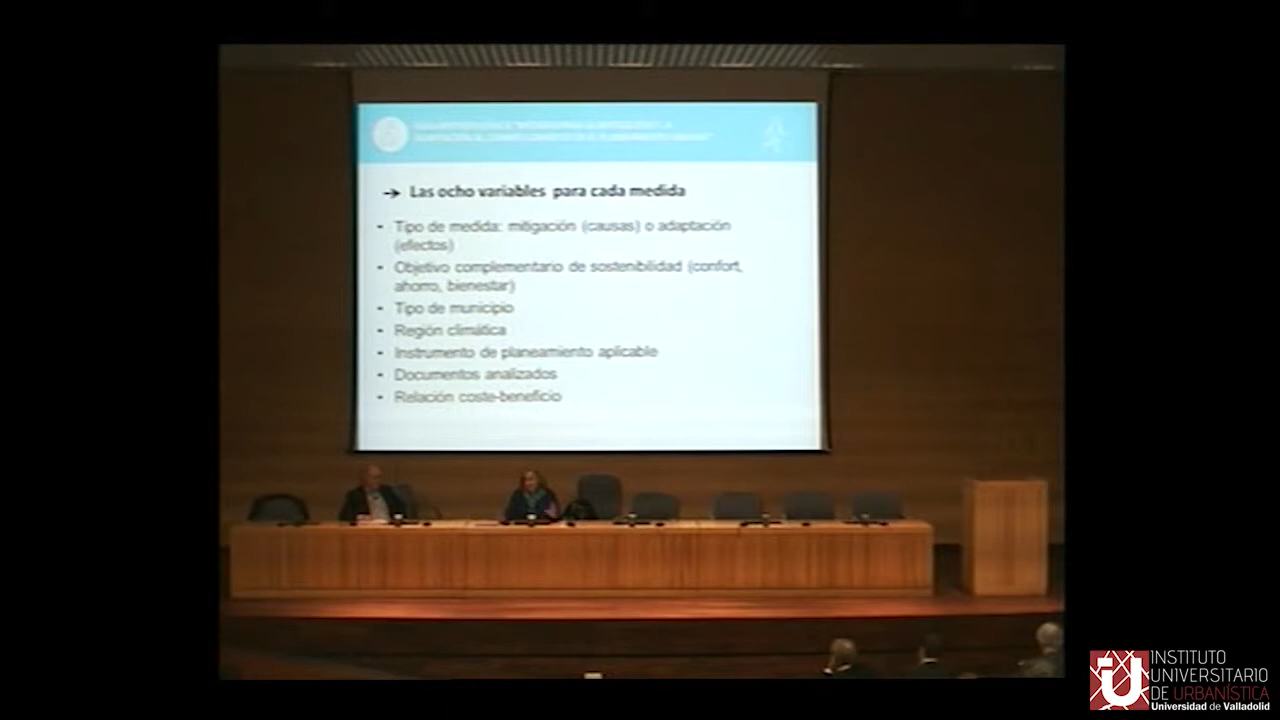 → Las ocho variables para cada medida
• Tipo de medida: mitigación (causas) o adaptación
(efectos)
• Objetivo complementario de sostenibilidad (confort,
ahorro, bienestar)
• Tipo de municipio
• Región climática
• Instrumento de planeamiento aplicable
• Documentos analizados
• Relación coste-beneficio
INSTITUTO
UNIVERSITARIO
DE URBANÍSTICA
Universidad de Valladolid